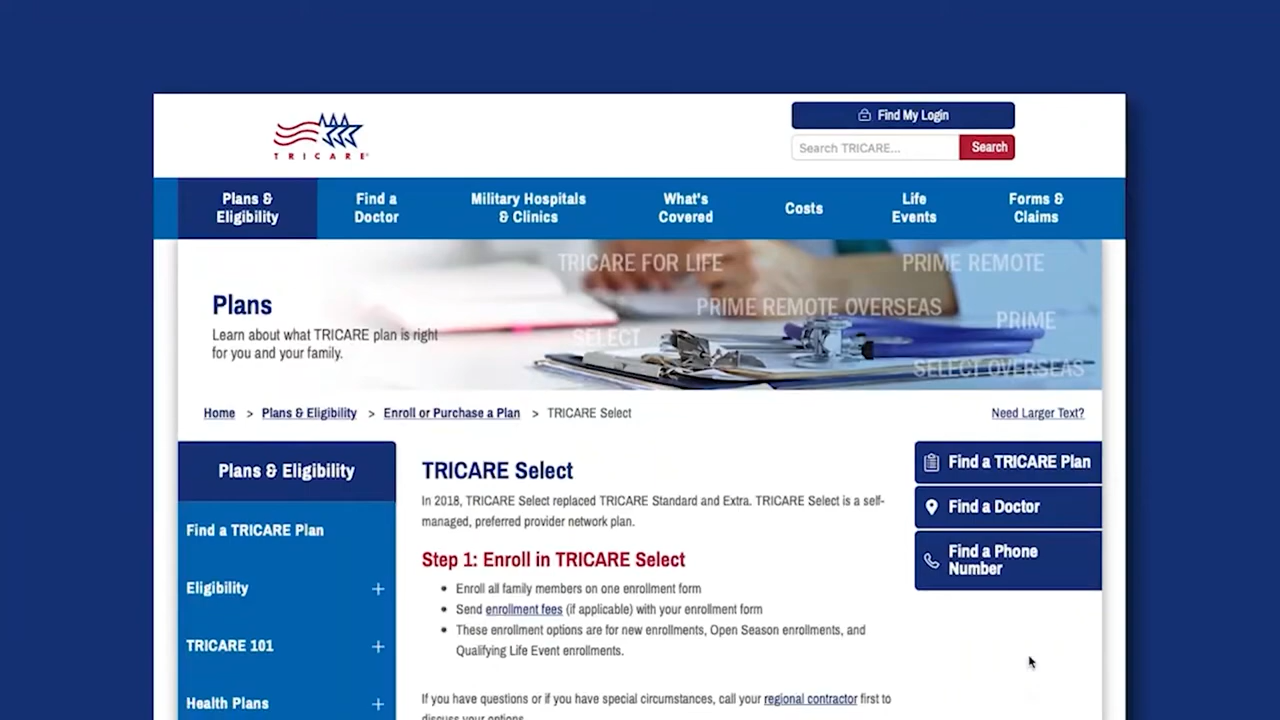 TRICARE
Find My Login
Search TRICARE...
Search
Plans &
Eligibility
Find a
Doctor
Military Hospitals
& Clinics
What's
Covered
Costs
Life
Events
Forms &
Claims
TRICARE FOR LIFE
PRIME REMOTE
PRIME REMOTE OVERSEAS
PRIME
SELECT
SELECT OVERSEAS
Plans
Learn about what TRICARE plan is right
for you and your family.
Home > Plans & Eligibility > Enroll or Purchase a Plan > TRICARE Select
Need Larger Text?
Plans & Eligibility
Find a TRICARE Plan
Eligibility
TRICARE 101
Health Plans
TRICARE Select
In 2018, TRICARE Select replaced TRICARE Standard and Extra. TRICARE Select is a self-
managed, preferred provider network plan.
Step 1: Enroll in TRICARE Select
• Enroll all family members on one enrollment form
• Send enrollment fees (if applicable) with your enrollment form
• These enrollment options are for new enrollments, Open Season enrollments, and
Qualifying Life Event enrollments.
If you have questions or if you have special circumstances, call your regional contractor first to
discuss your options.
Find a TRICARE Plan
Find a Doctor
Find a Phone
Number